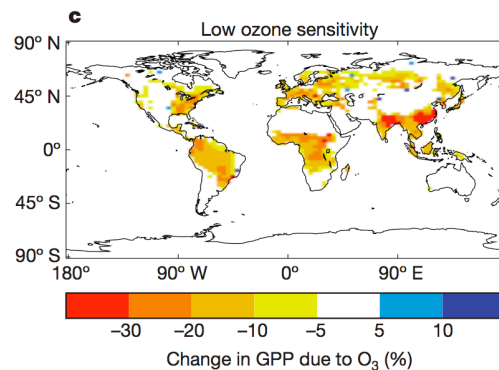 c
Low ozone sensitivity
90° N
45° N
0°
45° S
90° S
180° 90° W 0° 90° E
–30 –20 –10 –5 5 10
Change in GPP due to O₃ (%)